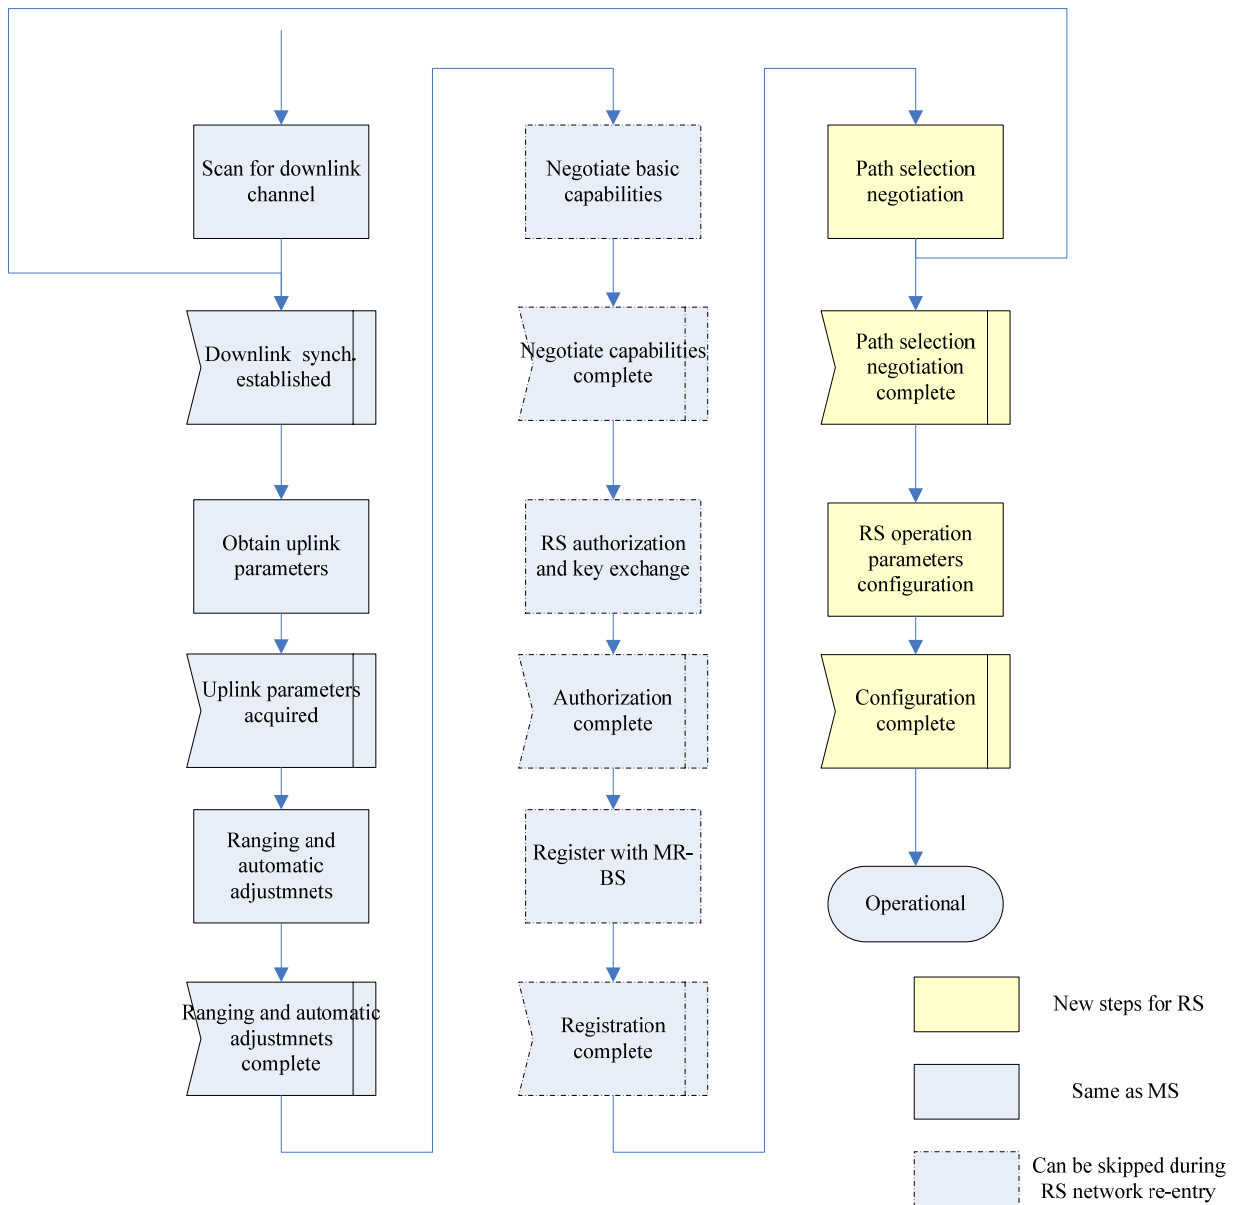 Scan for downlink
channel
Downlink synch.
established
Obtain uplink
parameters
Uplink parameters
acquired
Ranging and
automatic
adjustmnets
Ranging and automatic
adjustmnets
complete
Negotiate basic
capabilities
Negotiate capabilities
complete
RS authorization
and key exchange
Authorization
complete
Register with MR-
BS
Registration
complete
Path selection
negotiation
Path selection
negotiation
complete
RS operation
parameters
configuration
Configuration
complete
Operational
New steps for RS
Same as MS
Can be skipped during
RS network re-entry